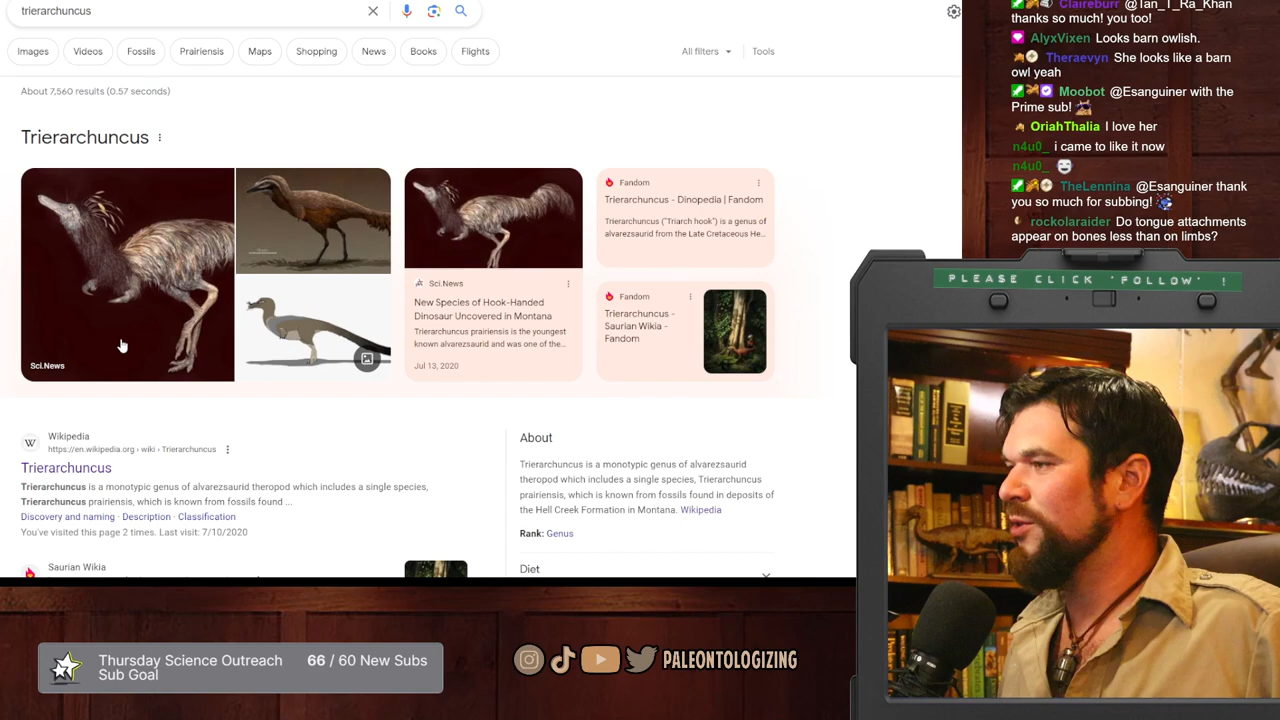 trierarchuncus
Images
Videos
Fossils
Prairiensis
Maps
Shopping
News
Books
Flights
All filters
Tools
About 7,560 results (0.57 seconds)
Trierarchuncus
Sci.News
Sci.News
New Species of Hook-Handed
Dinosaur Uncovered in Montana
Trierarchuncus prairiensis is the youngest
known alvarezsaurid and was one of the...
Jul 13, 2020
Fandom
Trierarchuncus - Dinopedia | Fandom
Trierarchuncus ("Triarch hook") is a genus of
alvarezsaurid from the Late Cretaceous He...
Fandom
Trierarchuncus -
Saurian Wikia -
Fandom
W
Wikipedia
https://en.wikipedia.org › wiki › Trierarchuncus
Trierarchuncus
Trierarchuncus is a monotypic genus of alvarezsaurid theropod which includes a single species,
Trierarchuncus prairiensis, which is known from fossils found ...
Discovery and naming · Description · Classification
You've visited this page 2 times. Last visit: 7/10/2020
Saurian Wikia
About
Trierarchuncus is a monotypic genus of alvarezsaurid
theropod which includes a single species, Trierarchuncus
prairiensis, which is known from fossils found in deposits of
the Hell Creek Formation in Montana. Wikipedia
Rank: Genus
Diet
Claireburr @Tan_T_Ra_Khan
thanks so much! you too!
AlyxVixen Looks barn owlish.
Theraevyn She looks like a barn
owl yeah
Moobot @Esanguiner with the
Prime sub!
OriahThalia I love her
n4u0_ i came to like it now
n4u0_
TheLennina @Esanguiner thank
you so much for subbing!
rockolaraider Do tongue attachments
appear on bones less than on limbs?
PLEASE CLICK 'FOLLOW' !
Thursday Science Outreach
Sub Goal
66 / 60 New Subs
PALEONTOLOGIZING